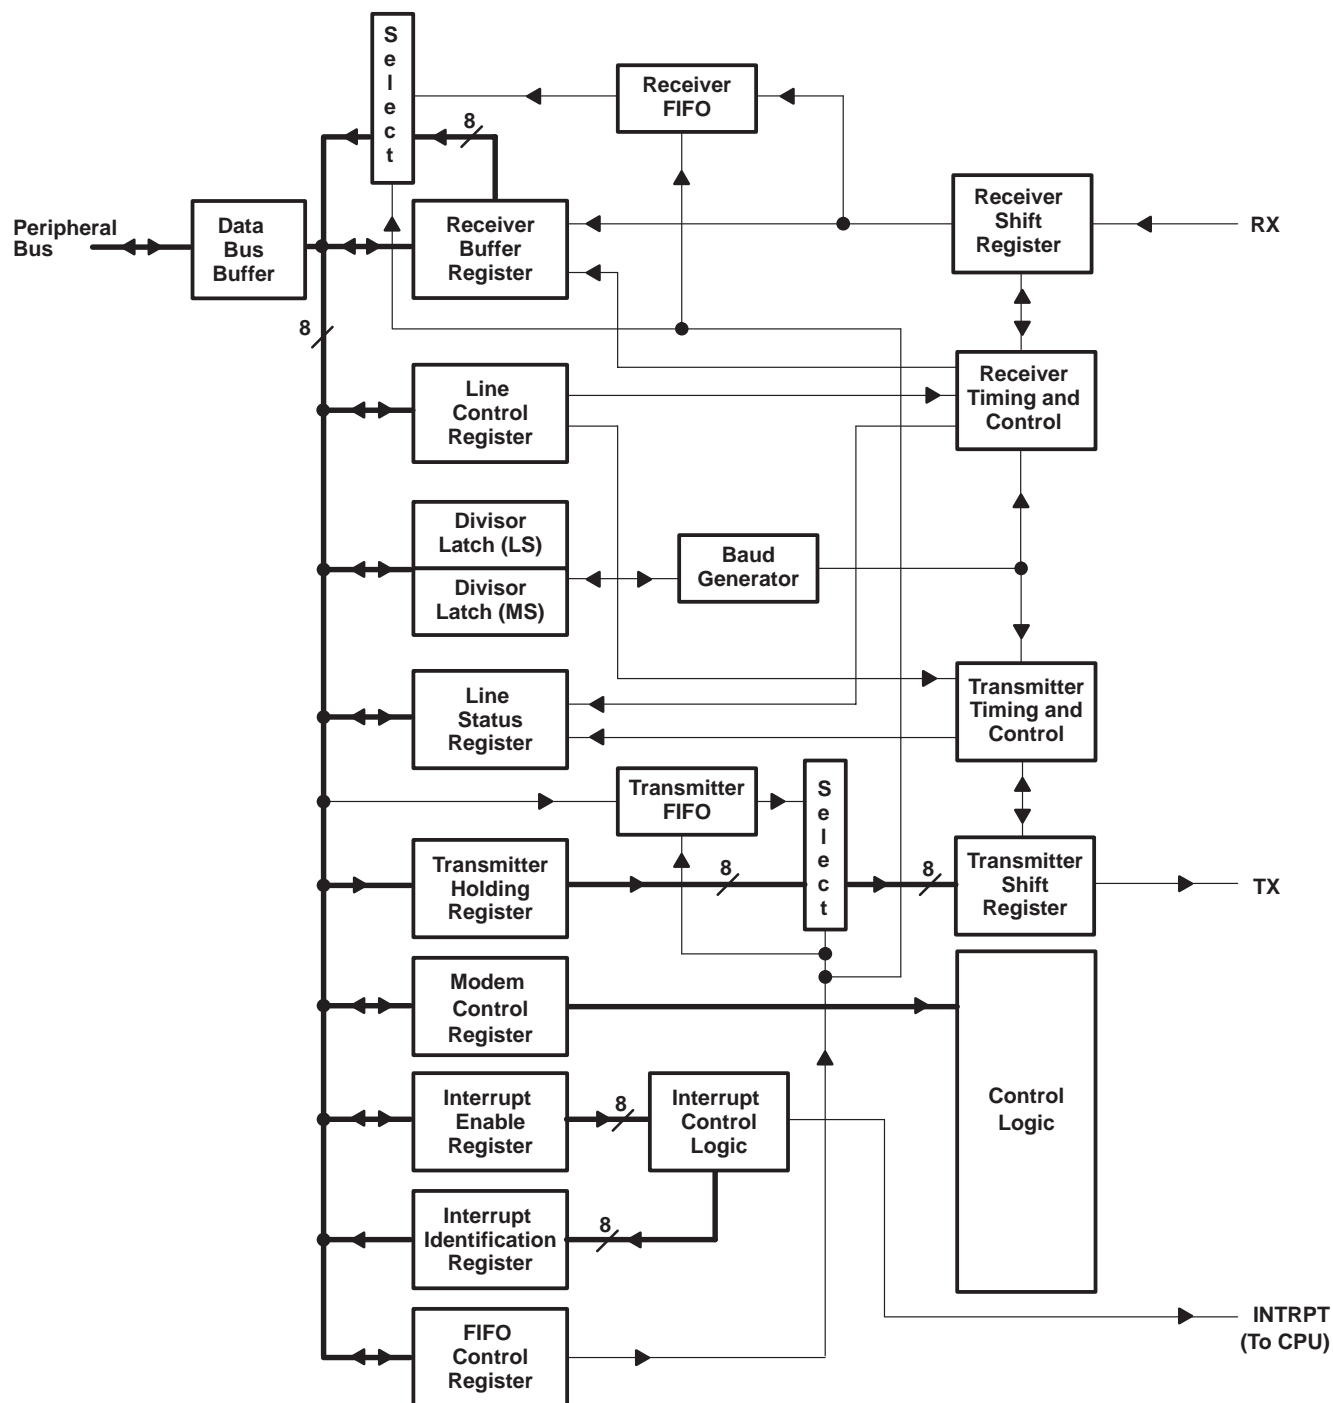 Select
Receiver
FIFO
8
Peripheral
Bus
Data
Bus
Buffer
Receiver
Buffer
Register
Receiver
Shift
Register
RX
8
Line
Control
Register
Receiver
Timing and
Control
Divisor
Latch (LS)
Divisor
Latch (MS)
Baud
Generator
Line
Status
Register
Transmitter
Timing and
Control
Transmitter
FIFO
Select
Transmitter
Holding
Register
8
8
Transmitter
Shift
Register
TX
Modem
Control
Register
Control
Logic
Interrupt
Enable
Register
8
Interrupt
Control
Logic
Interrupt
Identification
Register
8
FIFO
Control
Register
INTRPT
(To CPU)